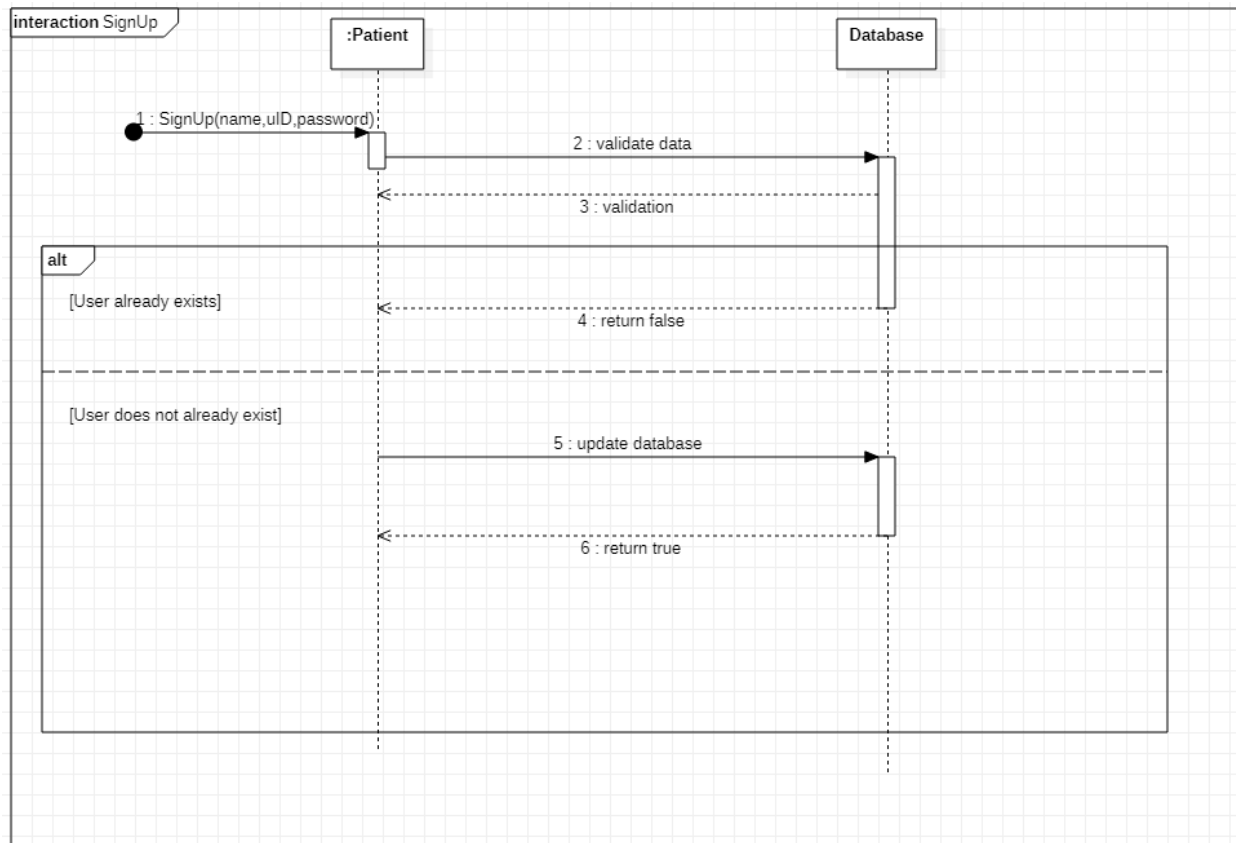 interaction SignUp
:Patient
Database
1 : SignUp(name,uID,password)
2 : validate data
3 : validation
alt
[User already exists]
4 : return false
[User does not already exist]
5 : update database
6 : return true